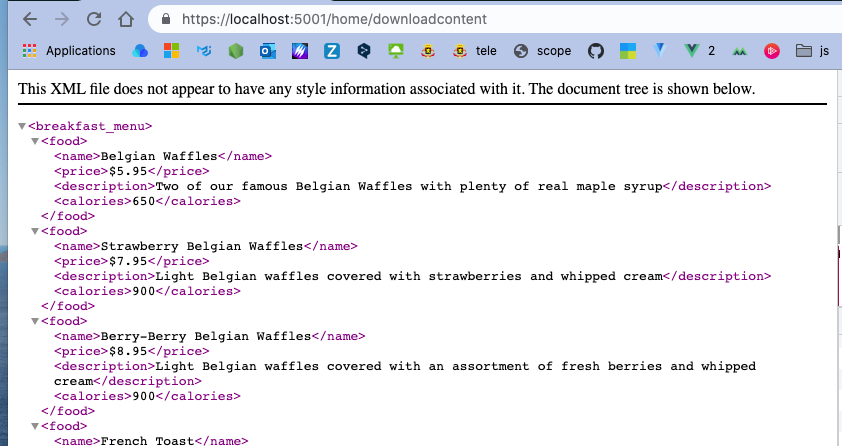 https://localhost:5001/home/downloadcontent
Applications tele scope 2 js
This XML file does not appear to have any style information associated with it. The document tree is shown below.
▼<breakfast_menu>
▼<food>
<name>Belgian Waffles</name>
<price>$5.95</price>
<description>Two of our famous Belgian Waffles with plenty of real maple syrup</description>
<calories>650</calories>
</food>
▼<food>
<name>Strawberry Belgian Waffles</name>
<price>$7.95</price>
<description>Light Belgian waffles covered with strawberries and whipped cream</description>
<calories>900</calories>
</food>
▼<food>
<name>Berry-Berry Belgian Waffles</name>
<price>$8.95</price>
<description>Light Belgian waffles covered with an assortment of fresh berries and whipped
cream</description>
<calories>900</calories>
</food>
▼<food>
<name>French Toast</name>